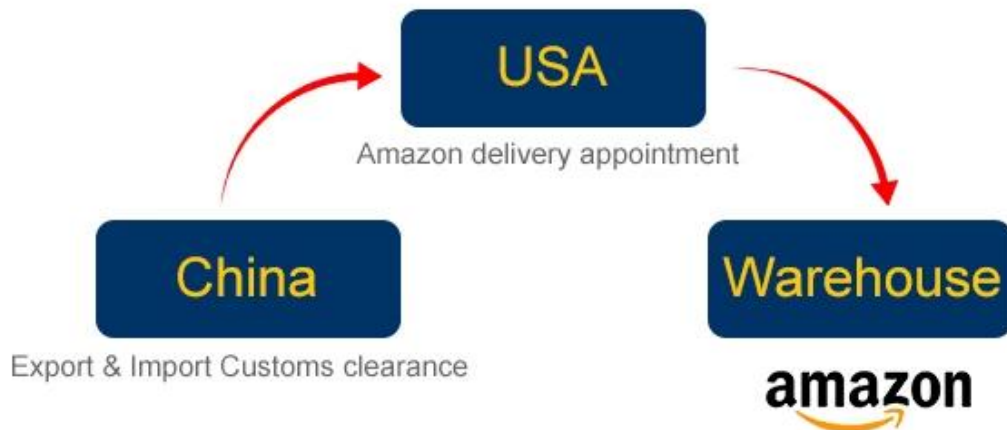 USA
Amazon delivery appointment
China
Warehouse
Export & Import Customs clearance
amazon